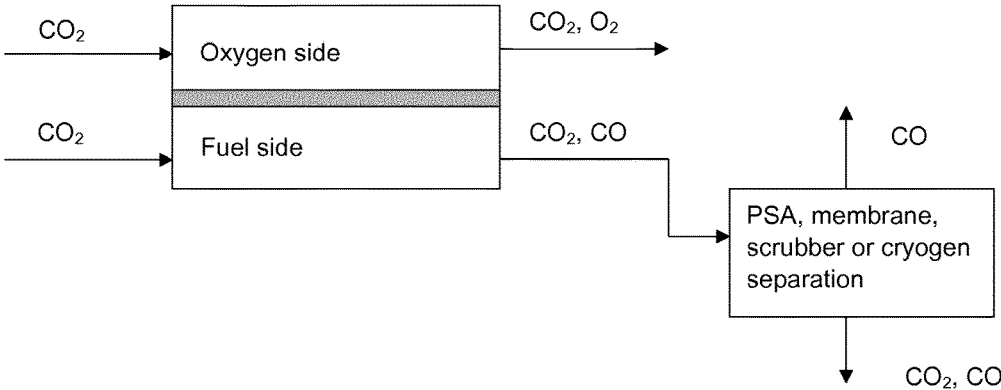 CO₂
Oxygen side
CO₂, O₂
CO₂
Fuel side
CO₂, CO
CO
PSA, membrane,
scrubber or cryogen
separation
CO₂, CO